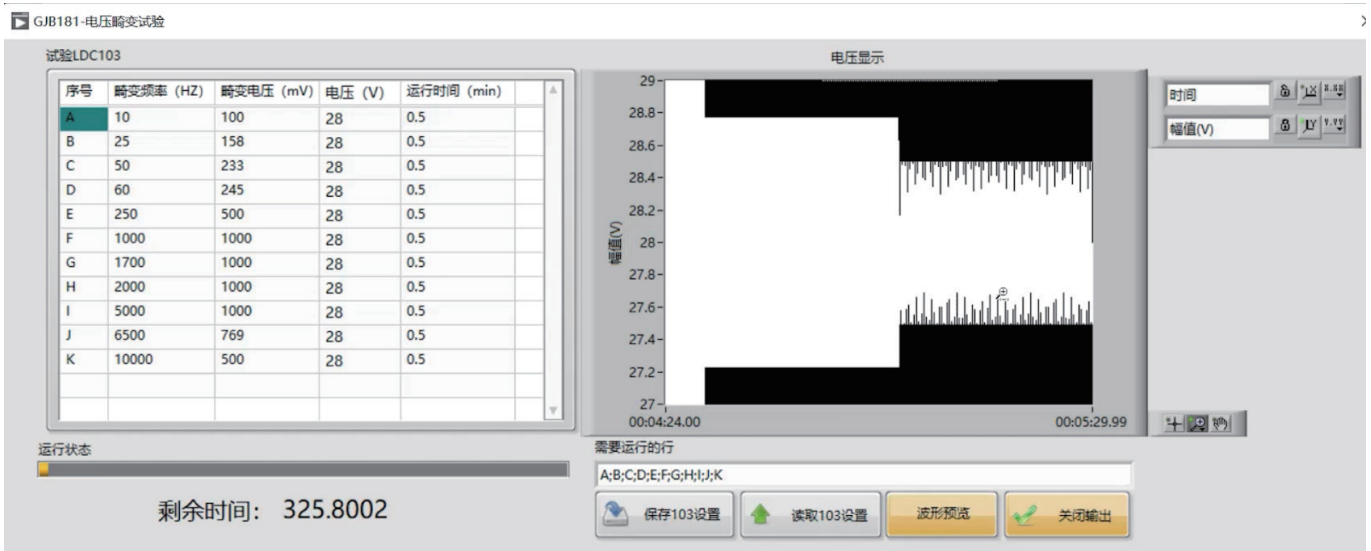 GJB181-电压畸变试验
试验LDC103
序号 畸变频率（HZ） 畸变电压（mV） 电压（V） 运行时间（min）
A 10 100 28 0.5
B 25 158 28 0.5
C 50 233 28 0.5
D 60 245 28 0.5
E 250 500 28 0.5
F 1000 1000 28 0.5
G 1700 1000 28 0.5
H 2000 1000 28 0.5
I 5000 1000 28 0.5
J 6500 769 28 0.5
K 10000 500 28 0.5
运行状态
剩余时间： 325.8002
电压显示
29
28.8
28.6
28.4
28.2
28
27.8
27.6
27.4
27.2
27
幅值(V)
00:04:24.00 00:05:29.99
时间
幅值(V)
需要运行的行
A;B;C;D;E;F;G;H;I;J;K
保存103设置 读取103设置 波形预览 关闭输出